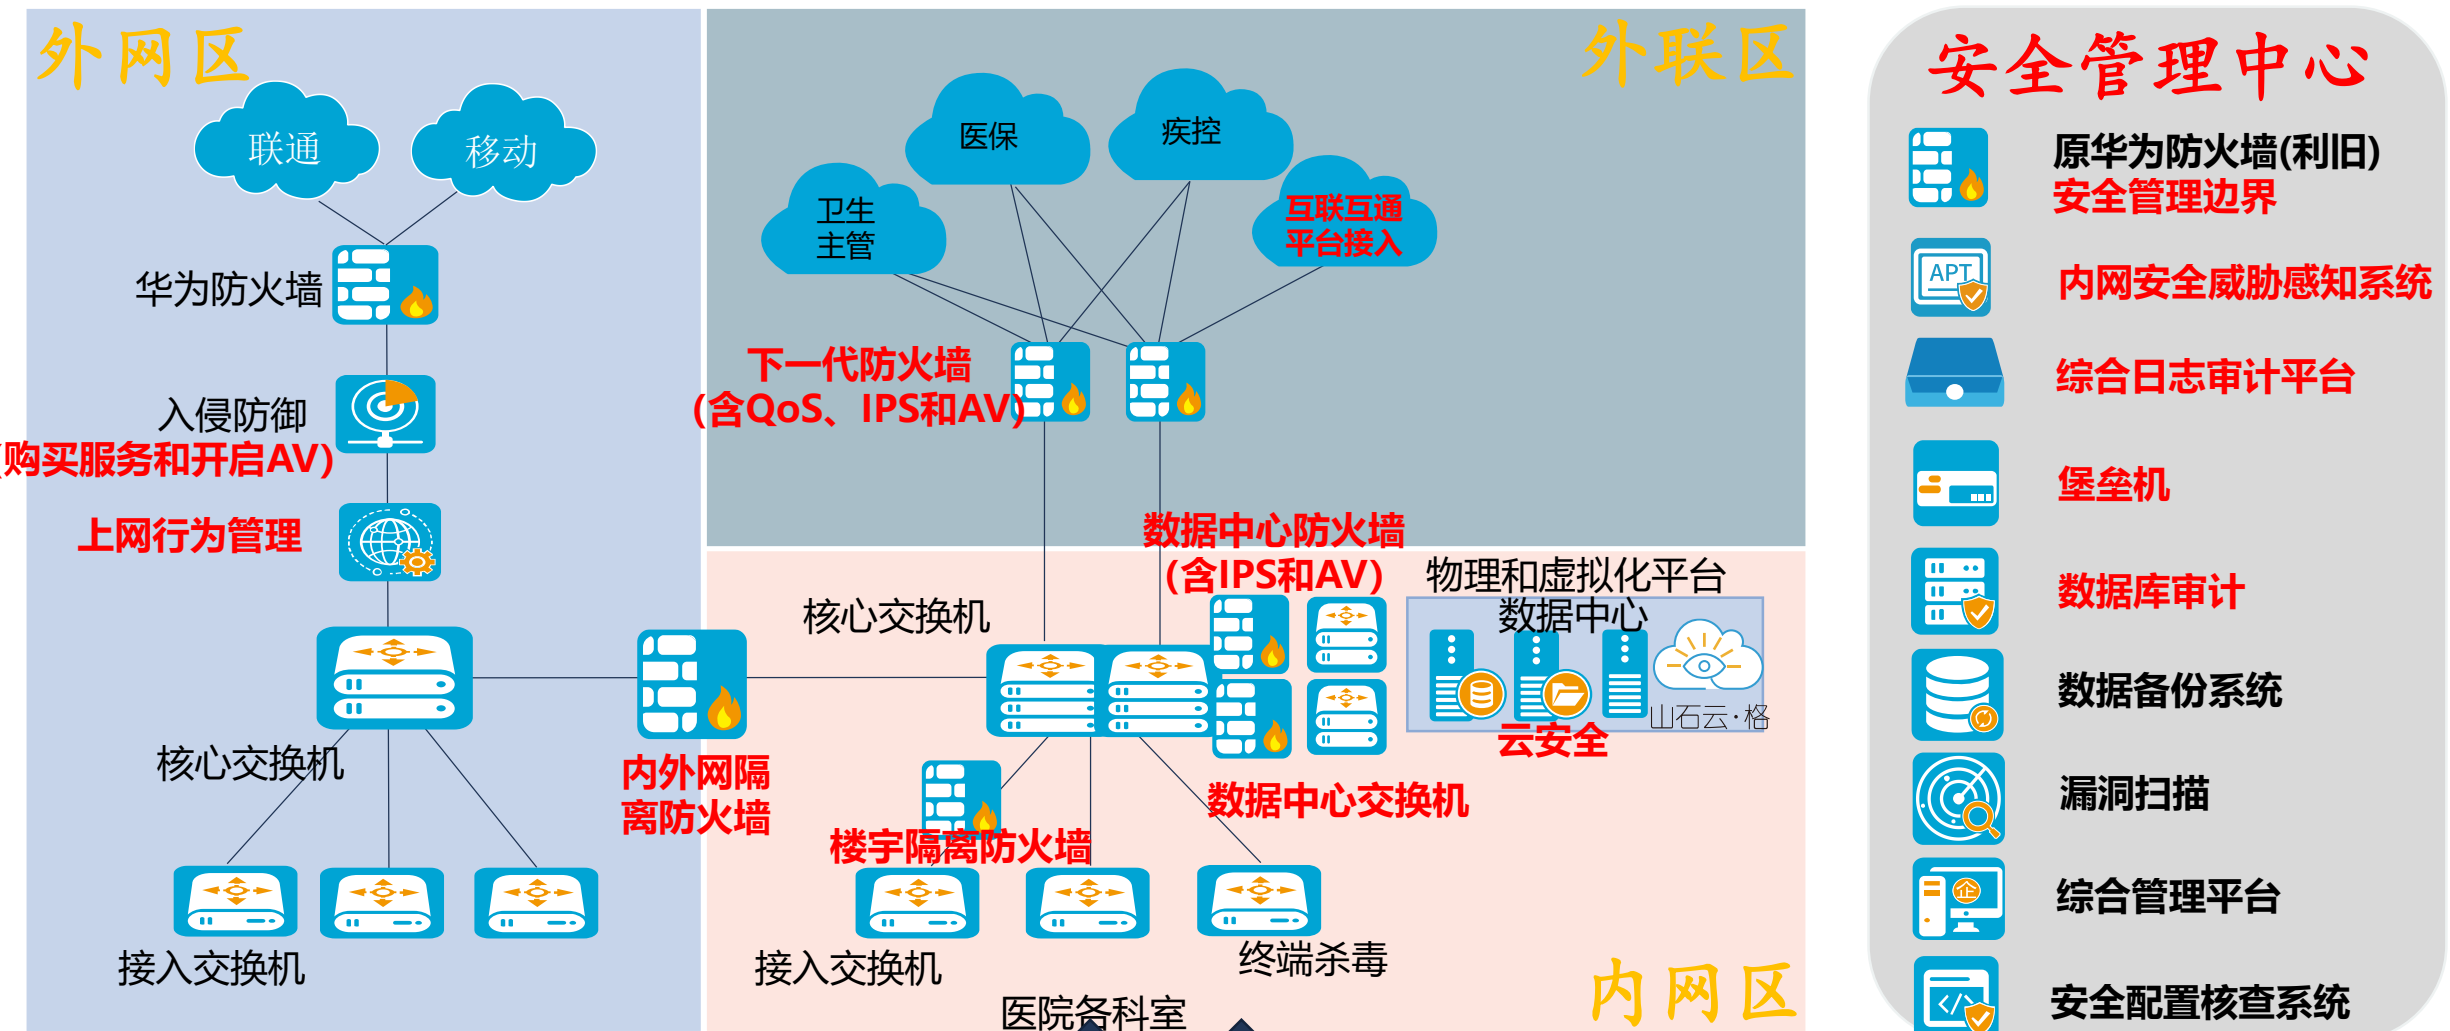 外网区
联通
移动
华为防火墙
入侵防御
(购买服务和开启AV)
上网行为管理
核心交换机
接入交换机
外联区
医保
疾控
卫生
主管
互联互通
平台接入
下一代防火墙
(含QoS、IPS和AV)
内外网隔
离防火墙
核心交换机
数据中心防火墙
(含IPS和AV)
物理和虚拟化平台
数据中心
山石云·格
云安全
数据中心交换机
楼宇隔离防火墙
接入交换机
终端杀毒
医院各科室
内网区
安全管理中心
原华为防火墙(利旧)
安全管理边界
APT
内网安全威胁感知系统
综合日志审计平台
堡垒机
数据库审计
数据备份系统
漏洞扫描
企
综合管理平台
</>
安全配置核查系统